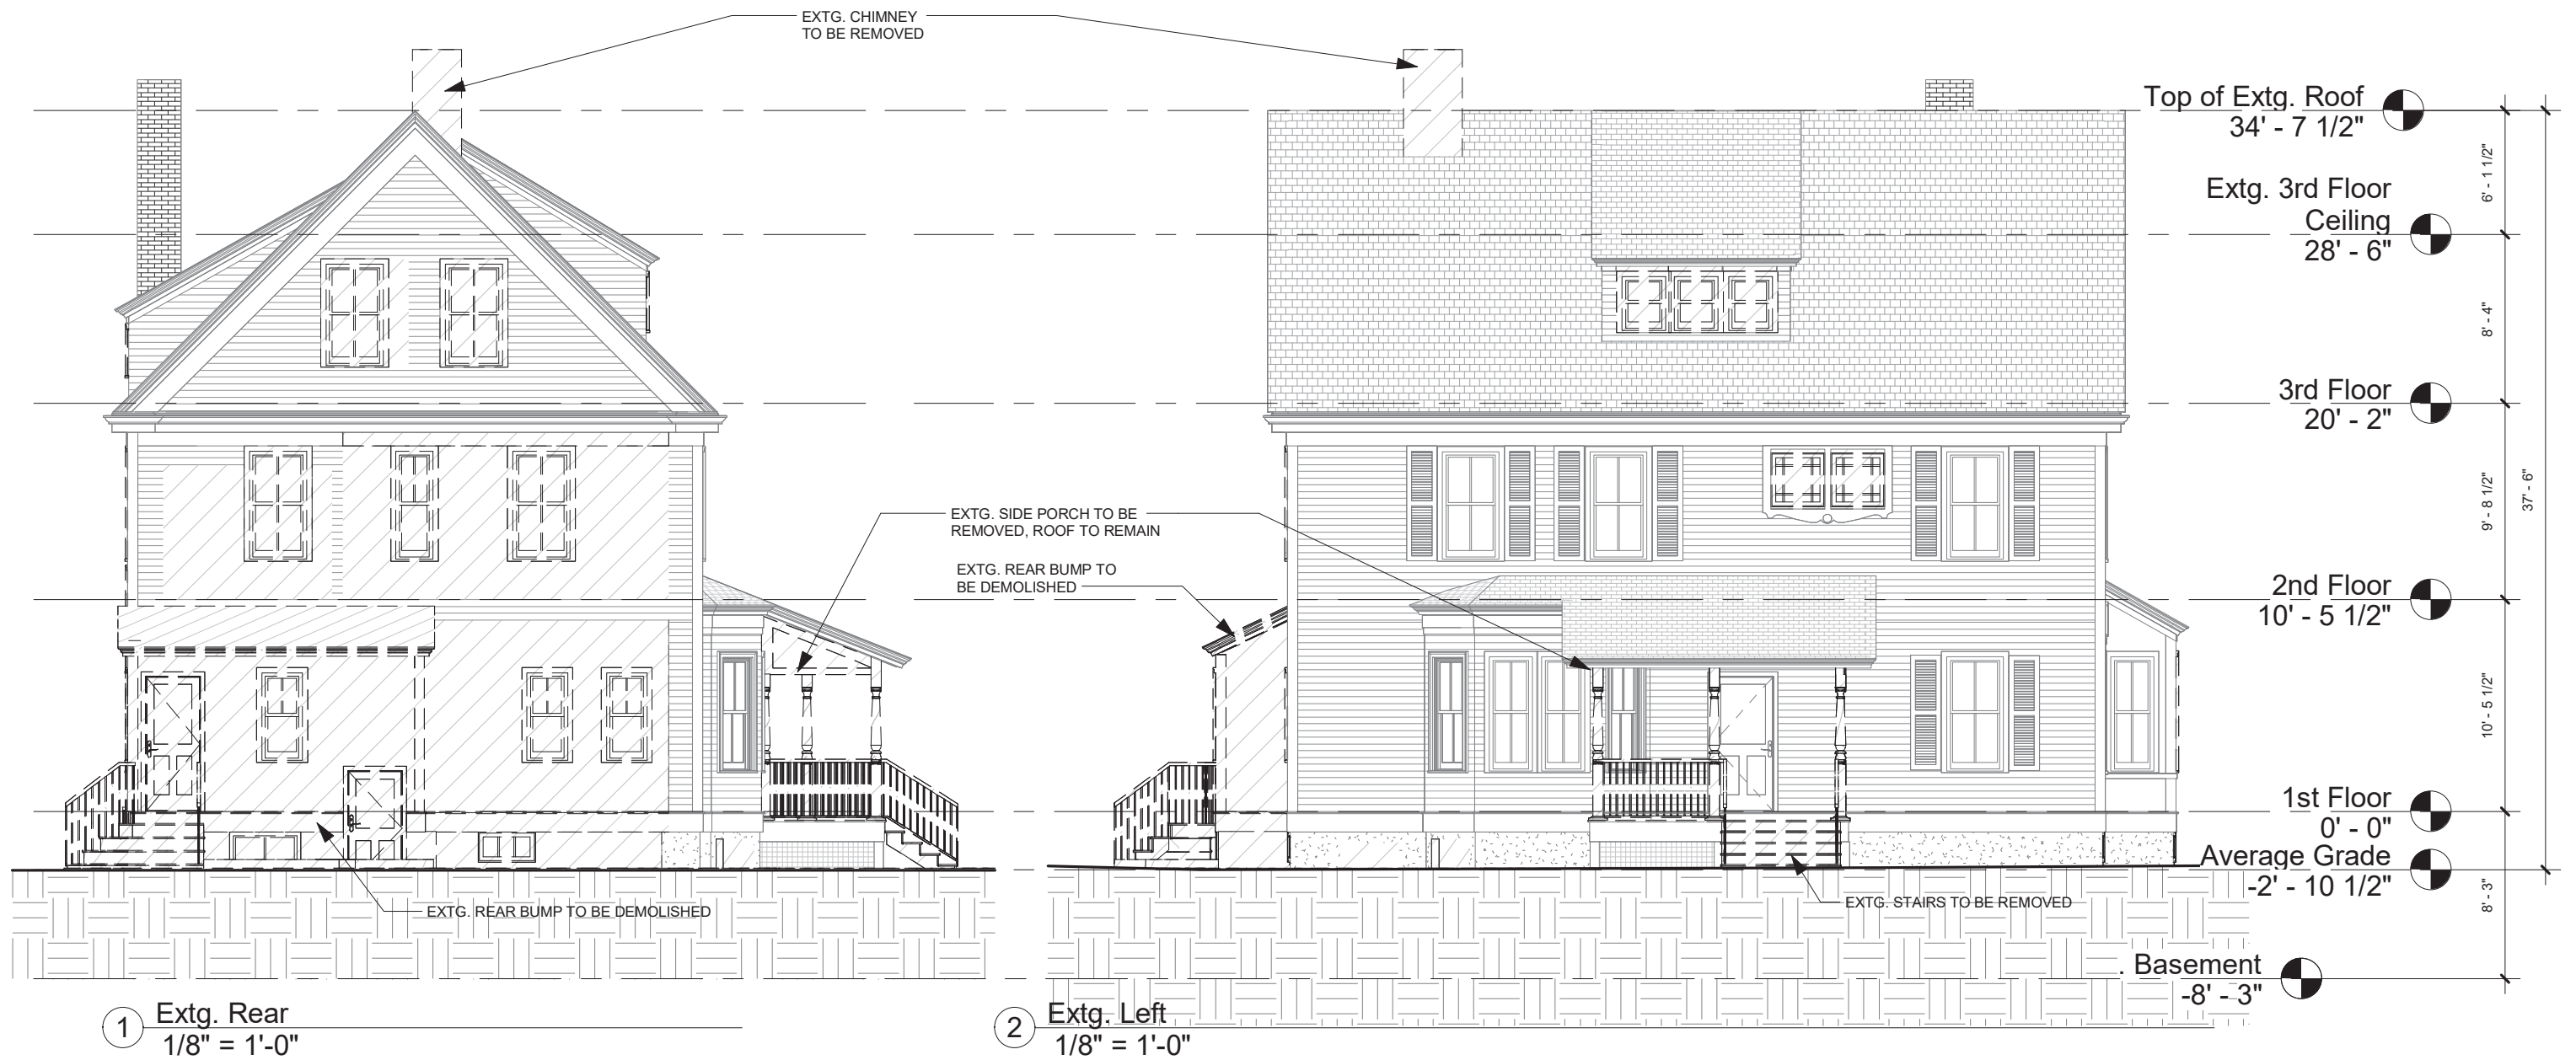 EXTG. CHIMNEY
TO BE REMOVED
Top of Extg. Roof
34' - 7 1/2"
6' - 1 1/2"
Extg. 3rd Floor
Ceiling
28' - 6"
8' - 4"
3rd Floor
20' - 2"
9' - 8 1/2"
37' - 6"
EXTG. SIDE PORCH TO BE
REMOVED, ROOF TO REMAIN
EXTG. REAR BUMP TO
BE DEMOLISHED
2nd Floor
10' - 5 1/2"
10' - 5 1/2"
1st Floor
0' - 0"
Average Grade
-2' - 10 1/2"
8' - 3"
EXTG. REAR BUMP TO BE DEMOLISHED
EXTG. STAIRS TO BE REMOVED
. Basement
-8' - 3"
1 Extg. Rear
1/8" = 1'-0"
2 Extg. Left
1/8" = 1'-0"